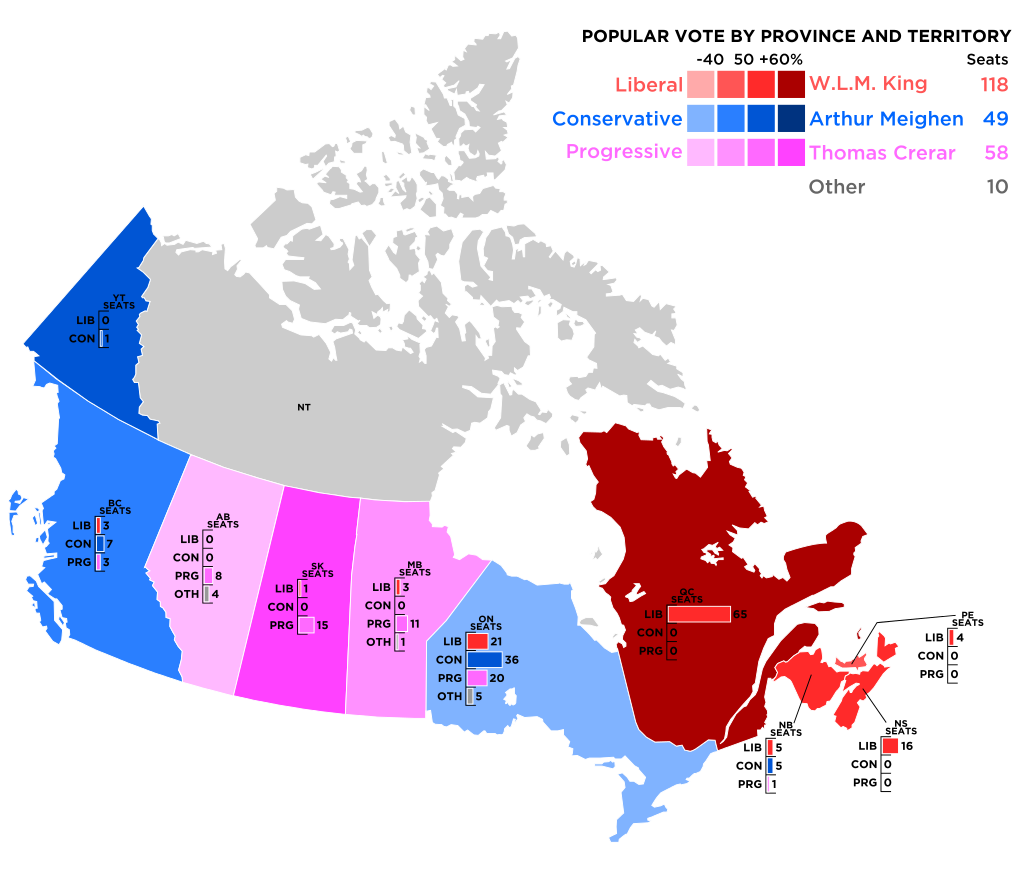 POPULAR VOTE BY PROVINCE AND TERRITORY
-40 50 +60% Seats
Liberal W.L.M. King 118
Conservative Arthur Meighen 49
Progressive Thomas Crerar 58
Other 10
YT
SEATS
LIB 0
CON 1
NT
BC
SEATS
LIB 3
CON 7
PRG 3
AB
SEATS
LIB 0
CON 0
PRG 8
OTH 4
SK
SEATS
LIB 1
CON 0
PRG 15
MB
SEATS
LIB 3
CON 0
PRG 11
OTH 1
ON
SEATS
LIB 21
CON 36
PRG 20
OTH 5
QC
SEATS
LIB 65
CON 0
PRG 0
PE
SEATS
LIB 4
CON 0
PRG 0
NB
SEATS
LIB 5
CON 5
PRG 1
NS
SEATS
LIB 16
CON 0
PRG 0